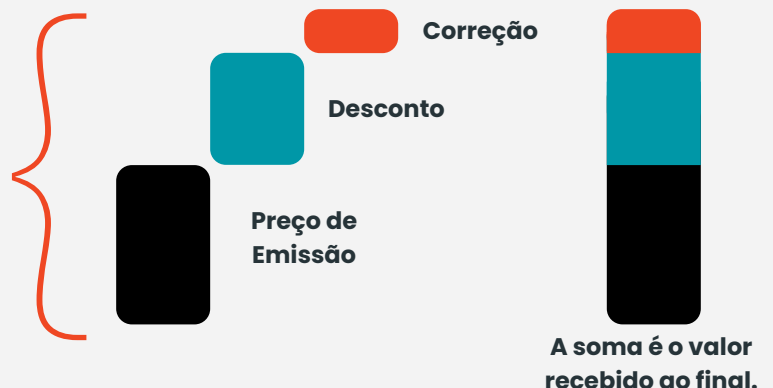 Correção
Desconto
Preço de
Emissão
A soma é o valor
recebido ao final.